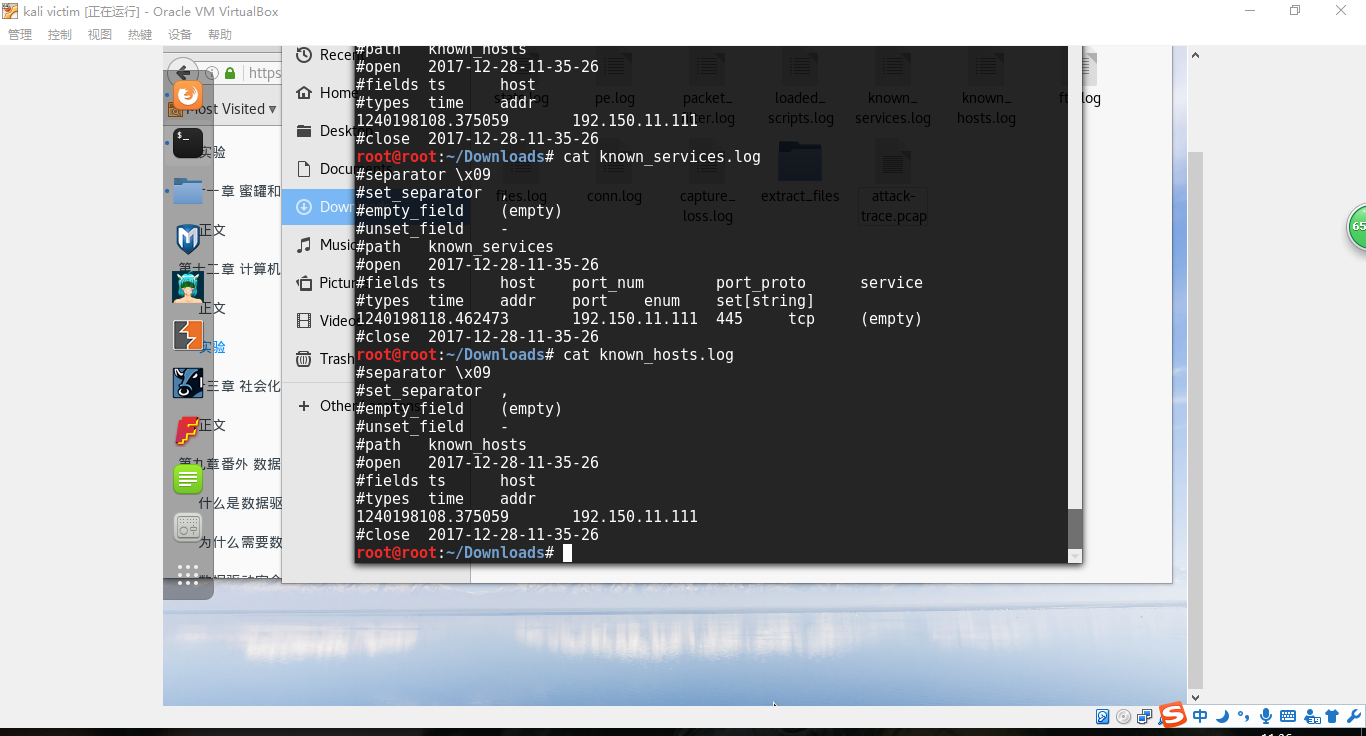 kali victim [正在运行] - Oracle VM VirtualBox
管理 控制 视图 热键 设备 帮助
https
Most Visited
实验
一章 蜜罐和
正文
第十二章 计算机
正文
实验
三章 社会化
正文
第九章番外 数据
什么是数据驱
为什么需要数
数据驱动安全
Recen
Home
Deskto
Docum
Down
Music
Pictur
Video
Trash
Other
pe.log
packet_
loaded_
scripts.log
known_
services.log
known_
hosts.log
files.log
conn.log
capture_
loss.log
extract_files
attack-
trace.pcap
#path known_hosts
#open 2017-12-28-11-35-26
#fields ts host
#types time addr
1240198108.375059 192.150.11.111
#close 2017-12-28-11-35-26
root@root:~/Downloads# cat known_services.log
#separator \x09
#set_separator ,
#empty_field (empty)
#unset_field -
#path known_services
#open 2017-12-28-11-35-26
#fields ts host port_num port_proto service
#types time addr port enum set[string]
1240198118.462473 192.150.11.111 445 tcp (empty)
#close 2017-12-28-11-35-26
root@root:~/Downloads# cat known_hosts.log
#separator \x09
#set_separator ,
#empty_field (empty)
#unset_field -
#path known_hosts
#open 2017-12-28-11-35-26
#fields ts host
#types time addr
1240198108.375059 192.150.11.111
#close 2017-12-28-11-35-26
root@root:~/Downloads#
65
中